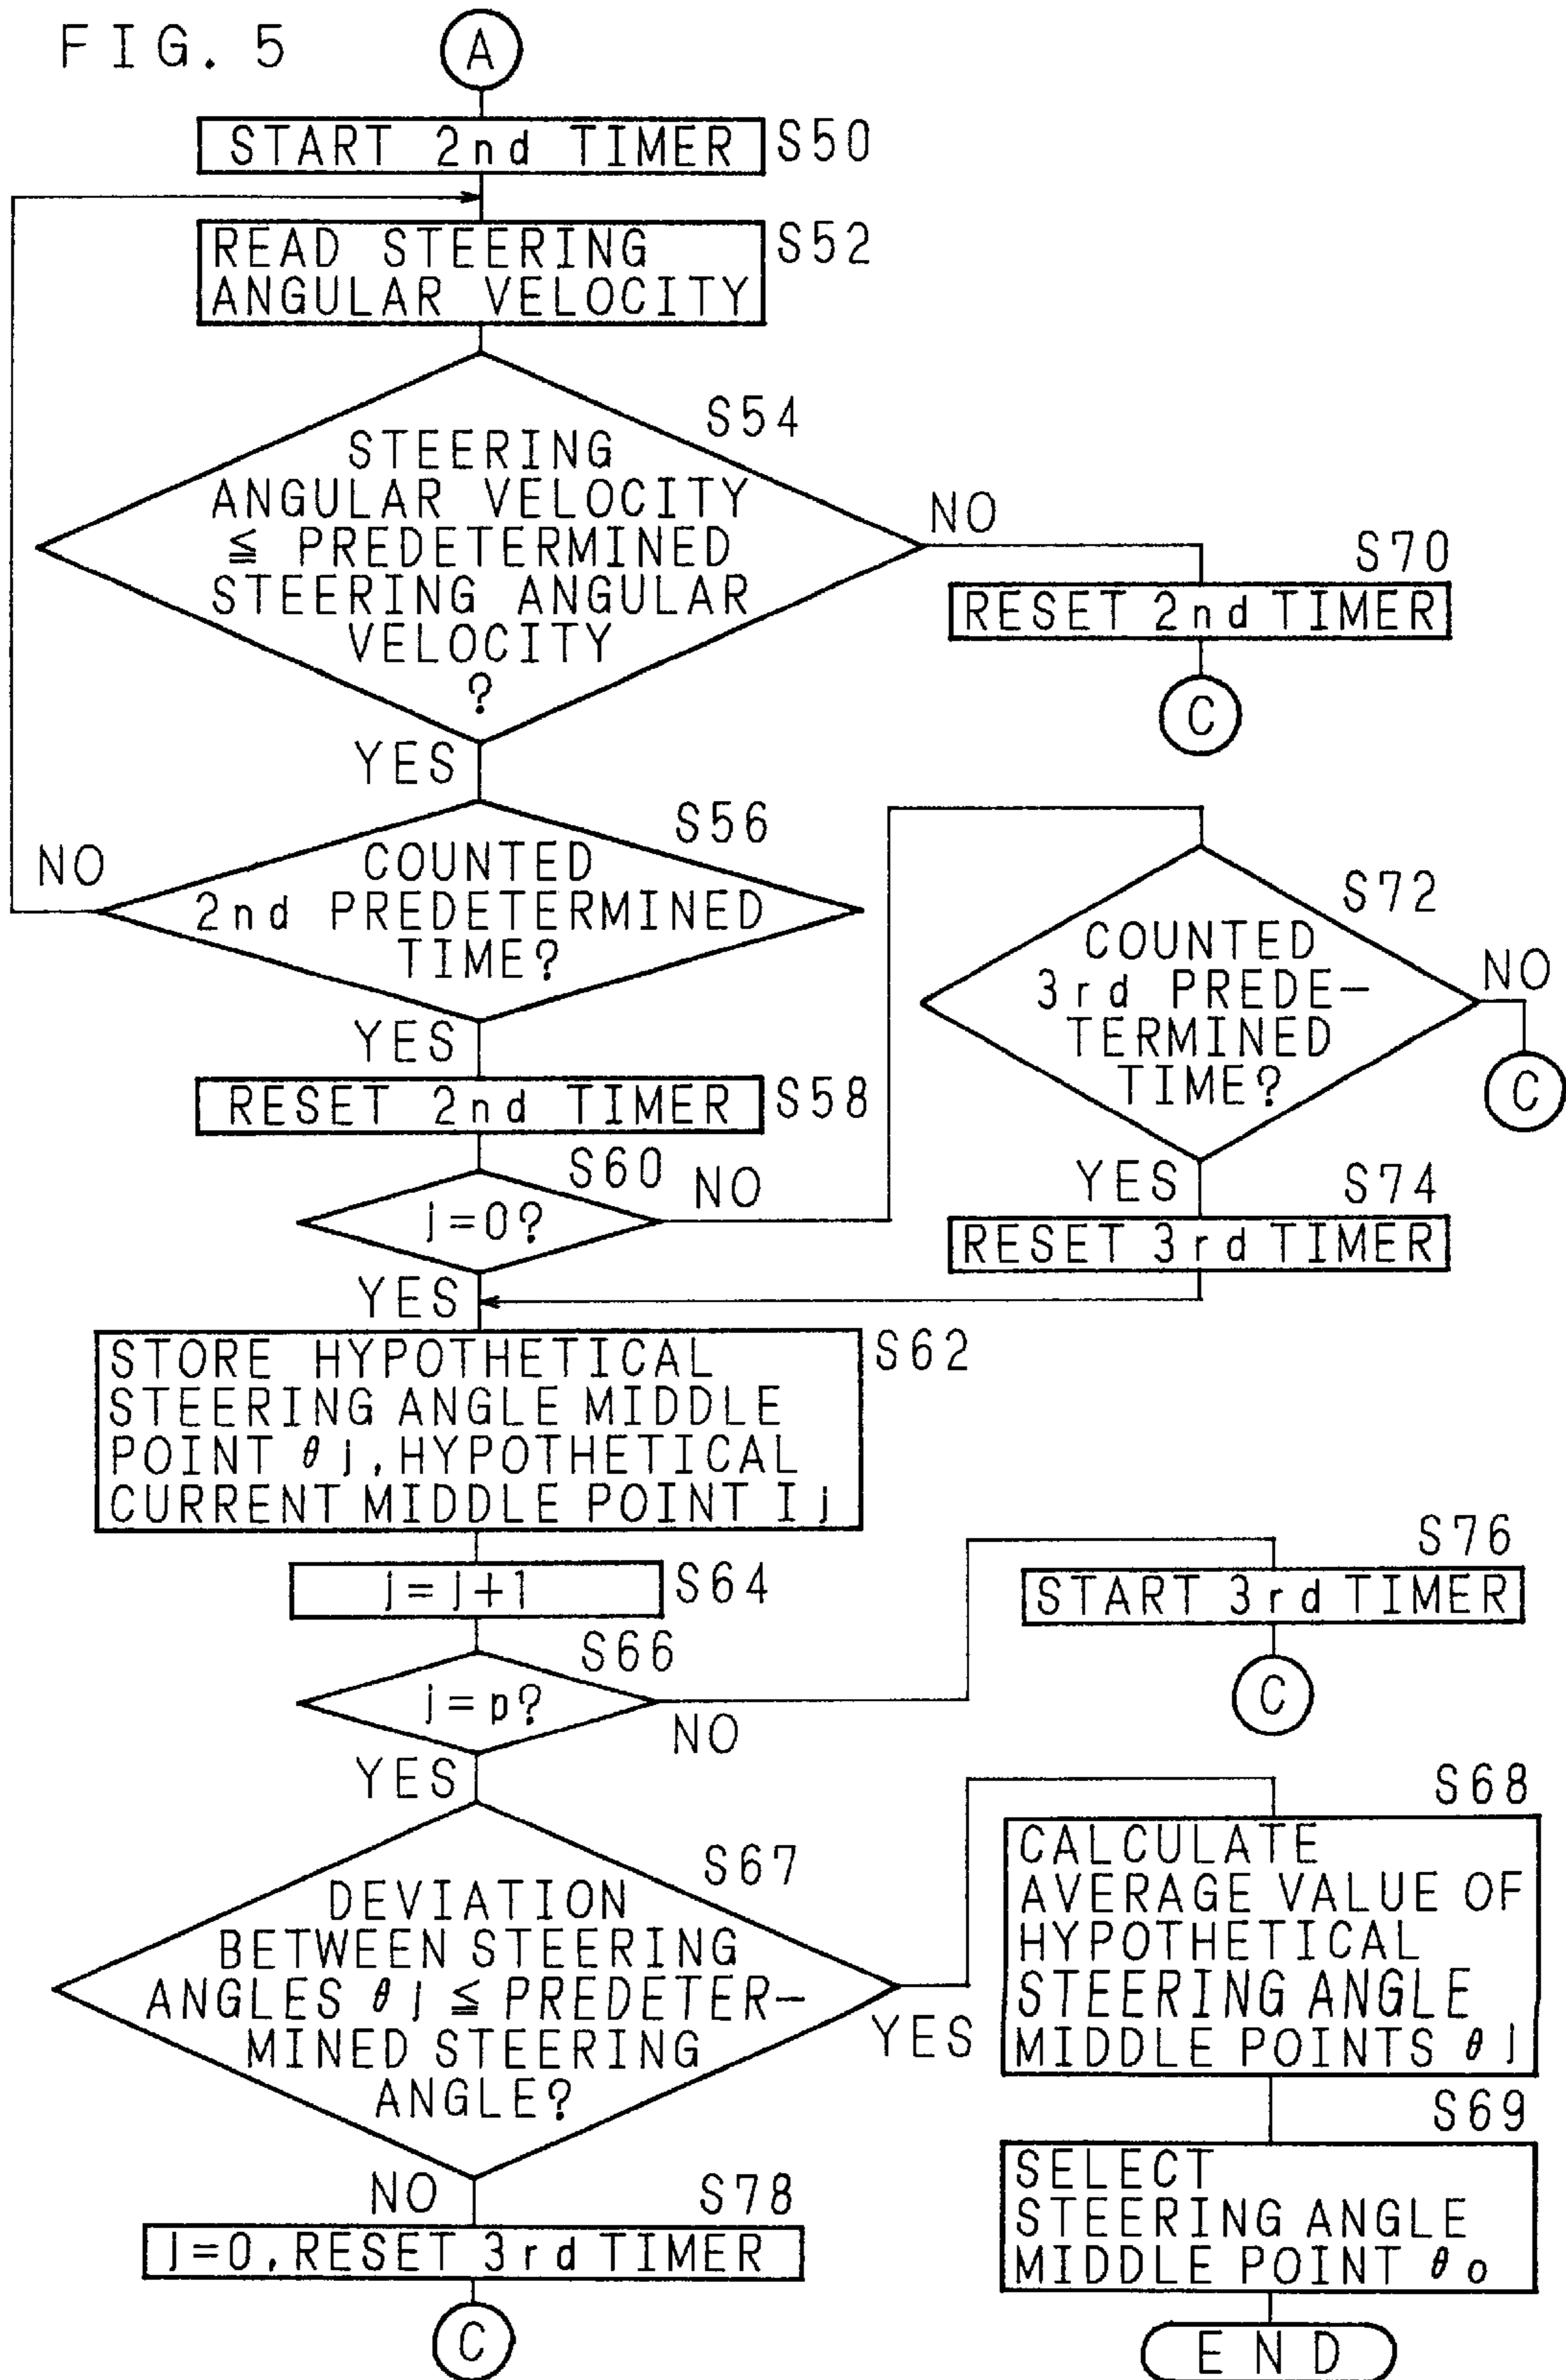 FIG. 5
A
START 2nd TIMER
S50
READ STEERING
ANGULAR VELOCITY
S52
S54
STEERING
ANGULAR VELOCITY
≦ PREDETERMINED
STEERING ANGULAR
VELOCITY
?
NO
S70
RESET 2nd TIMER
C
YES
S56
COUNTED
2nd PREDETERMINED
TIME?
NO
YES
RESET 2nd TIMER
S58
S60
j=0?
NO
S72
COUNTED
3rd PREDE-
TERMINED
TIME?
NO
C
YES
S74
RESET 3rd TIMER
YES
STORE HYPOTHETICAL
STEERING ANGLE MIDDLE
POINT θj, HYPOTHETICAL
CURRENT MIDDLE POINT Ij
S62
j=j+1
S64
S66
j=p?
NO
S76
START 3rd TIMER
C
YES
S67
DEVIATION
BETWEEN STEERING
ANGLES θj ≦ PREDETER-
MINED STEERING
ANGLE?
YES
S68
CALCULATE
AVERAGE VALUE OF
HYPOTHETICAL
STEERING ANGLE
MIDDLE POINTS θj
S69
SELECT
STEERING ANGLE
MIDDLE POINT θo
END
NO
S78
j=0, RESET 3rd TIMER
C